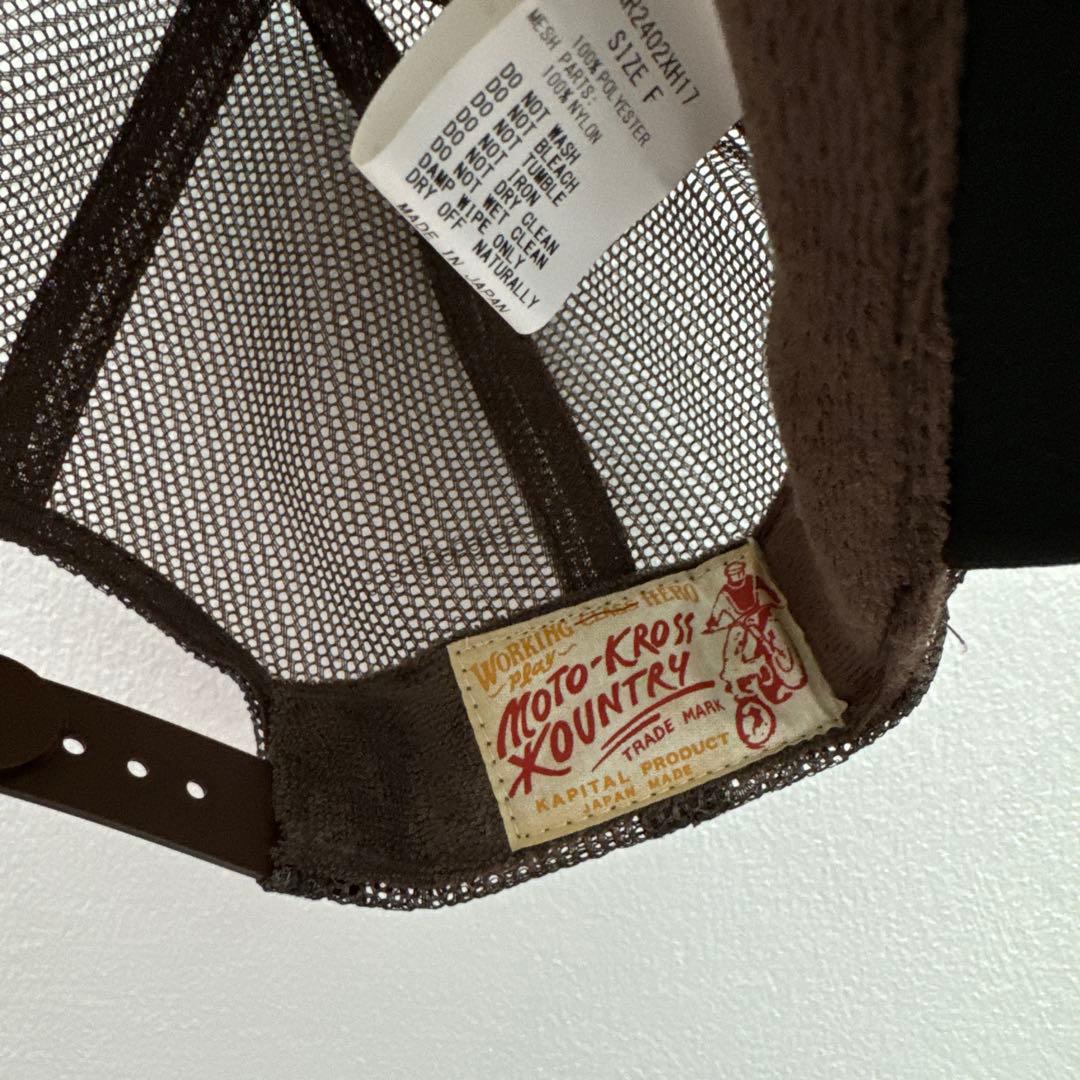 R2402XH17
SIZE F
100% POLYESTER
MESH PARTS:
100% NYLON
DO NOT WASH
DO NOT BLEACH
DO NOT TUMBLE
DO NOT IRON
DO NOT DRY CLEAN
DO NOT WET CLEAN
DAMP WIPE ONLY
DRY OFF NATURALLY
MADE IN JAPAN
WORKING CLASS HERO
~play~
MOTO-KROSS
XOUNTRY
TRADE MARK
KAPITAL PRODUCT
JAPAN MADE